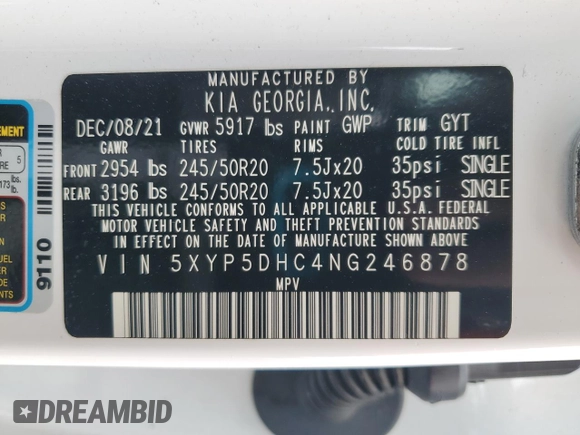 MANUFACTURED BY
KIA GEORGIA., INC.
DEC/08/21 GVWR 5917 lbs PAINT GWP TRIM GYT
GAWR TIRES RIMS COLD TIRE INFL
FRONT 2954 lbs 245/50R20 7.5Jx20 35psi SINGLE
REAR 3196 lbs 245/50R20 7.5Jx20 35psi SINGLE
THIS VEHICLE CONFORMS TO ALL APPLICABLE U.S.A. FEDERAL
MOTOR VEHICLE SAFETY AND THEFT PREVENTION STANDARDS
IN EFFECT ON THE DATE OF MANUFACTURE SHOWN ABOVE.
VIN 5XYP5DHC4NG246878
MPV
5
173
lbs.
9110
DREAMBID